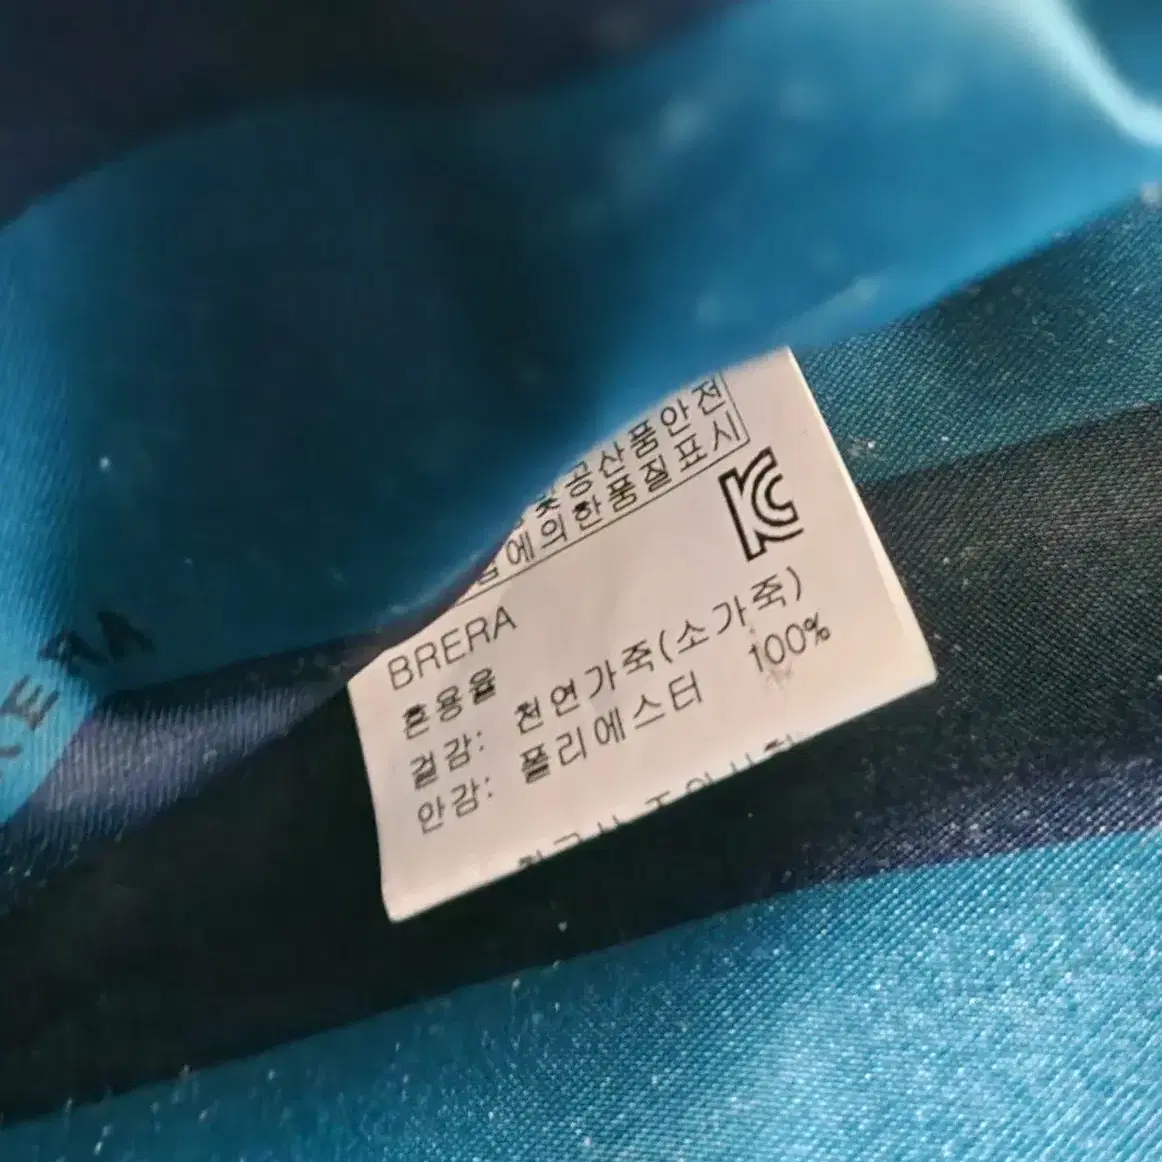 공산품안전
에의한품질표시
BRERA
혼용율
겉감: 천연가죽(소가죽)
안감: 폴리에스터 100%